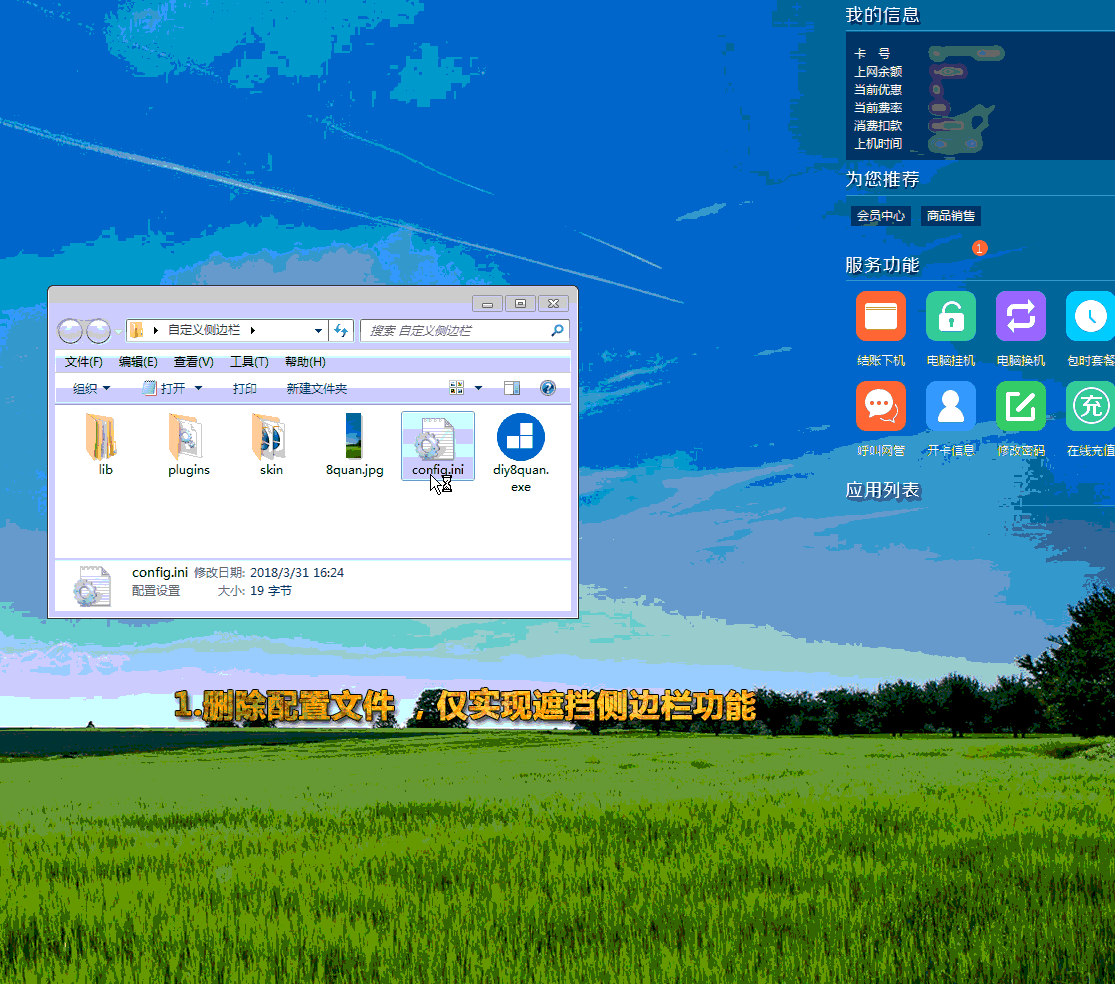 我的信息
卡 号
上网余额
当前优惠
当前费率
消费扣款
上机时间
为您推荐
会员中心 商品销售
1
服务功能
结账下机 电脑挂机 电脑换机 包时套餐
充
呼叫网管 开卡信息 修改密码 在线充值
应用列表
自定义侧边栏 搜索 自定义侧边栏
文件(F) 编辑(E) 查看(V) 工具(T) 帮助(H)
组织 打开 打印 新建文件夹
lib plugins skin 8quan.jpg config.ini diy8quan.exe
config.ini 修改日期: 2018/3/31 16:24
配置设置 大小: 19 字节
1.删除配置文件 ，仅实现遮挡侧边栏功能